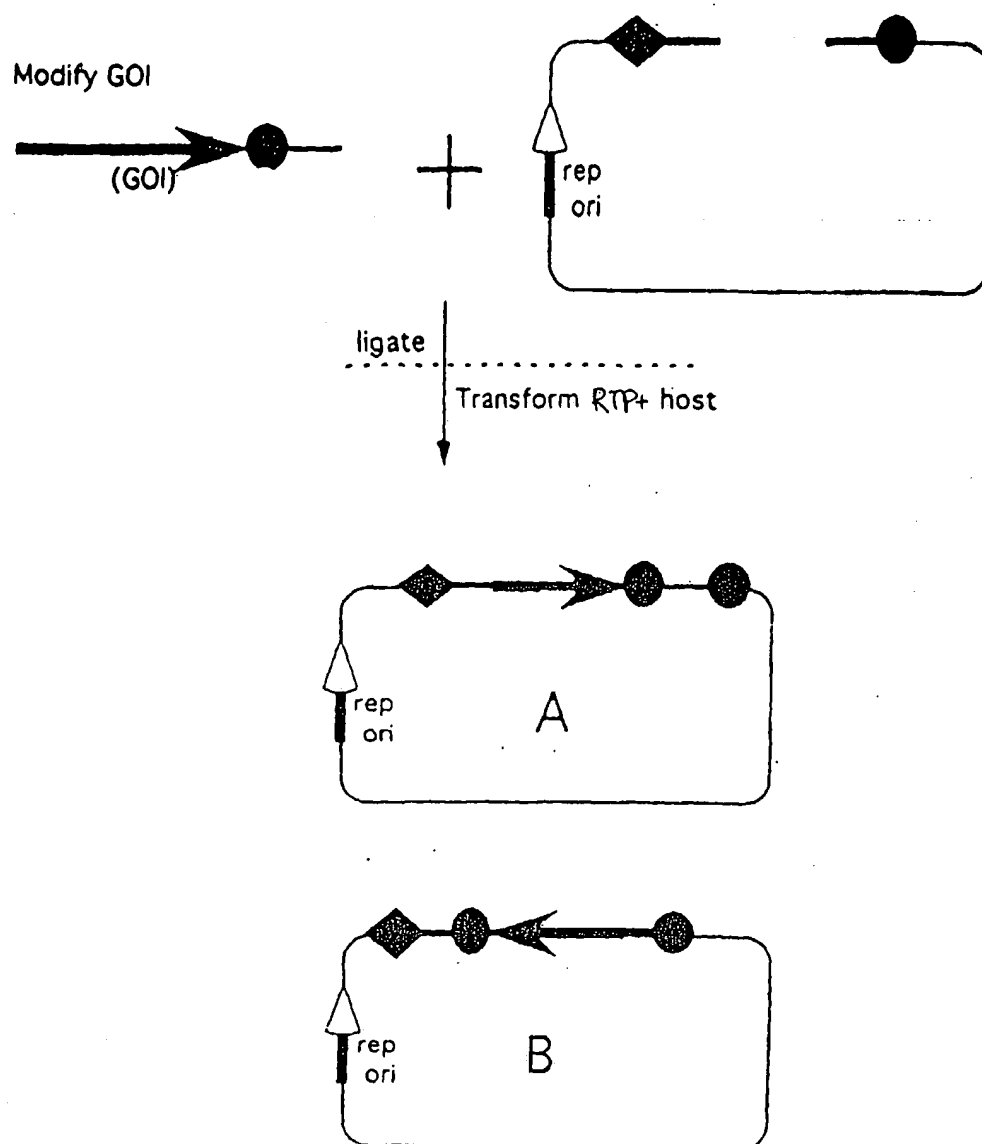 Modify GOI
(GOI)
rep
ori
ligate
Transform RTP+ host
rep
ori
A
rep
ori
B